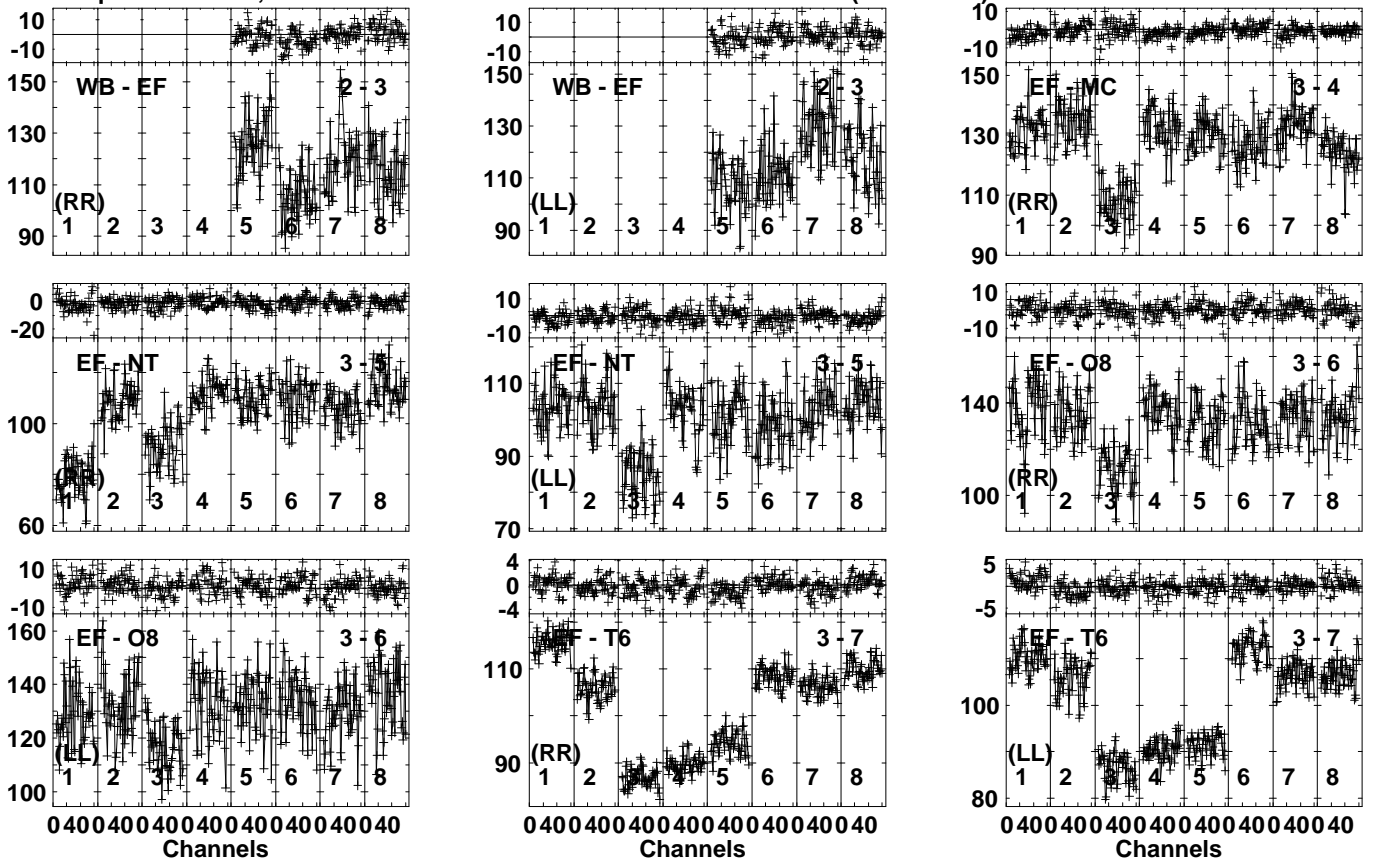 10
-10
150
130
110
90
WB - EF 2 - 3
(RR)
1 2 3 4 5 6 7 8
10
-10
150
130
110
90
WB - EF 2 - 3
(LL)
1 2 3 4 5 6 7 8
10
-10
150
130
110
90
EF - MC 3 - 4
(RR)
1 2 3 4 5 6 7 8
0
-20
100
60
EF - NT 3 - 5
(RR)
1 2 3 4 5 6 7 8
10
-10
110
90
70
EF - NT 3 - 5
(LL)
1 2 3 4 5 6 7 8
10
-10
140
100
EF - O8 3 - 6
(RR)
1 2 3 4 5 6 7 8
10
-10
160
140
120
100
EF - O8 3 - 6
(LL)
1 2 3 4 5 6 7 8
0 40 0 40 0 40 0 40 0 40 0 40 0 40 0 40
Channels
4
0
-4
110
90
EF - T6 3 - 7
(RR)
1 2 3 4 5 6 7 8
0 40 0 40 0 40 0 40 0 40 0 40 0 40 0 40
Channels
5
-5
100
80
EF - T6 3 - 7
(LL)
1 2 3 4 5 6 7 8
0 40 0 40 0 40 0 40 0 40 0 40 0 40 0 40
Channels